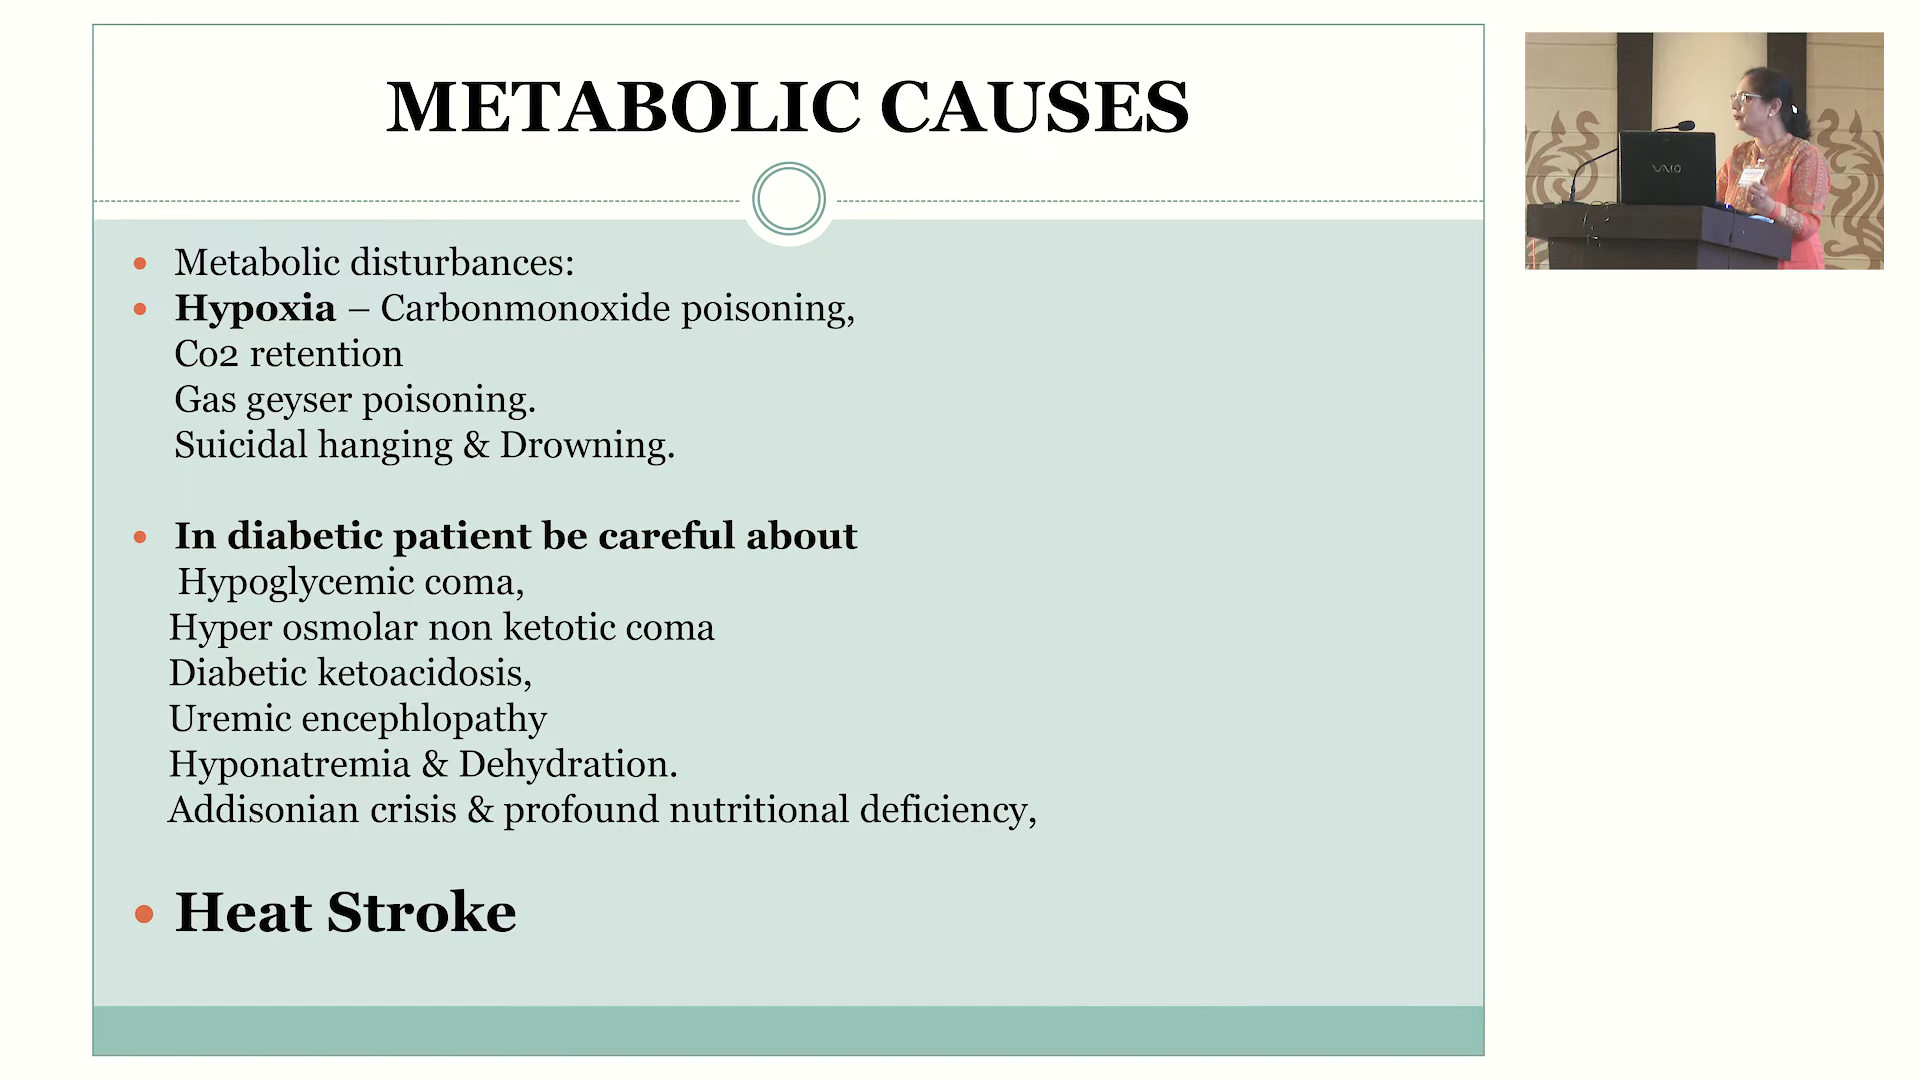 METABOLIC CAUSES
Metabolic disturbances:
Hypoxia – Carbonmonoxide poisoning,
Co2 retention
Gas geyser poisoning.
Suicidal hanging & Drowning.
In diabetic patient be careful about
Hypoglycemic coma,
Hyper osmolar non ketotic coma
Diabetic ketoacidosis,
Uremic encephlopathy
Hyponatremia & Dehydration.
Addisonian crisis & profound nutritional deficiency,
Heat Stroke
VAIO